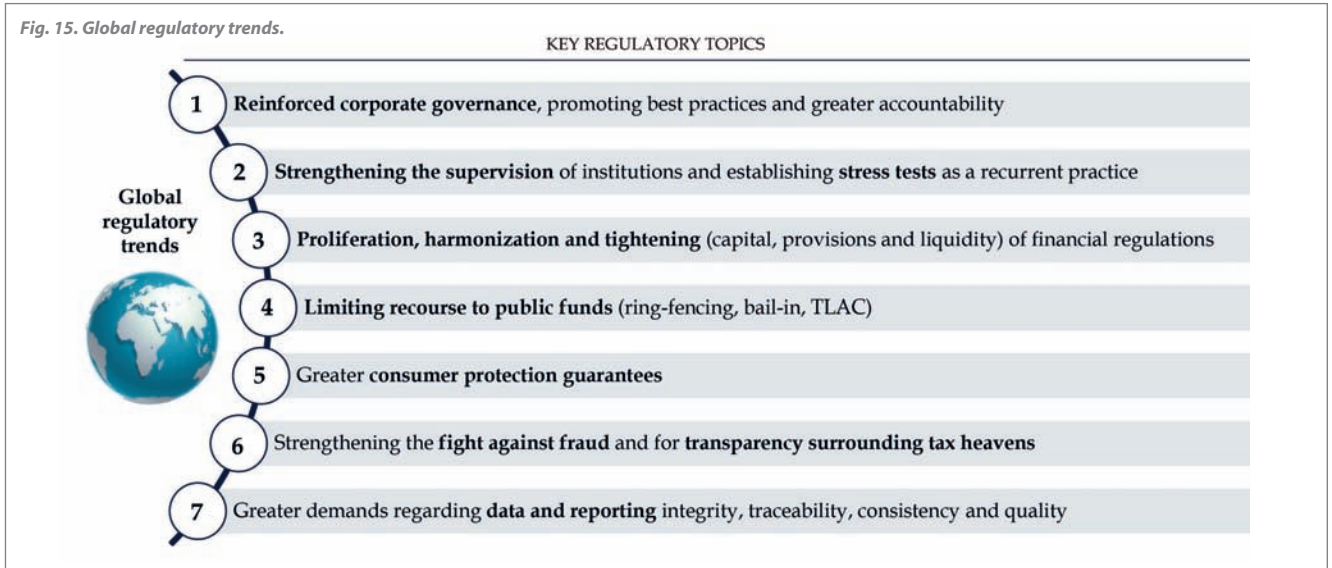 Fig. 15. Global regulatory trends.
KEY REGULATORY TOPICS
1 Reinforced corporate governance, promoting best practices and greater accountability
2 Strengthening the supervision of institutions and establishing stress tests as a recurrent practice
Global
regulatory
trends
3 Proliferation, harmonization and tightening (capital, provisions and liquidity) of financial regulations
4 Limiting recourse to public funds (ring-fencing, bail-in, TLAC)
5 Greater consumer protection guarantees
6 Strengthening the fight against fraud and for transparency surrounding tax heavens
7 Greater demands regarding data and reporting integrity, traceability, consistency and quality